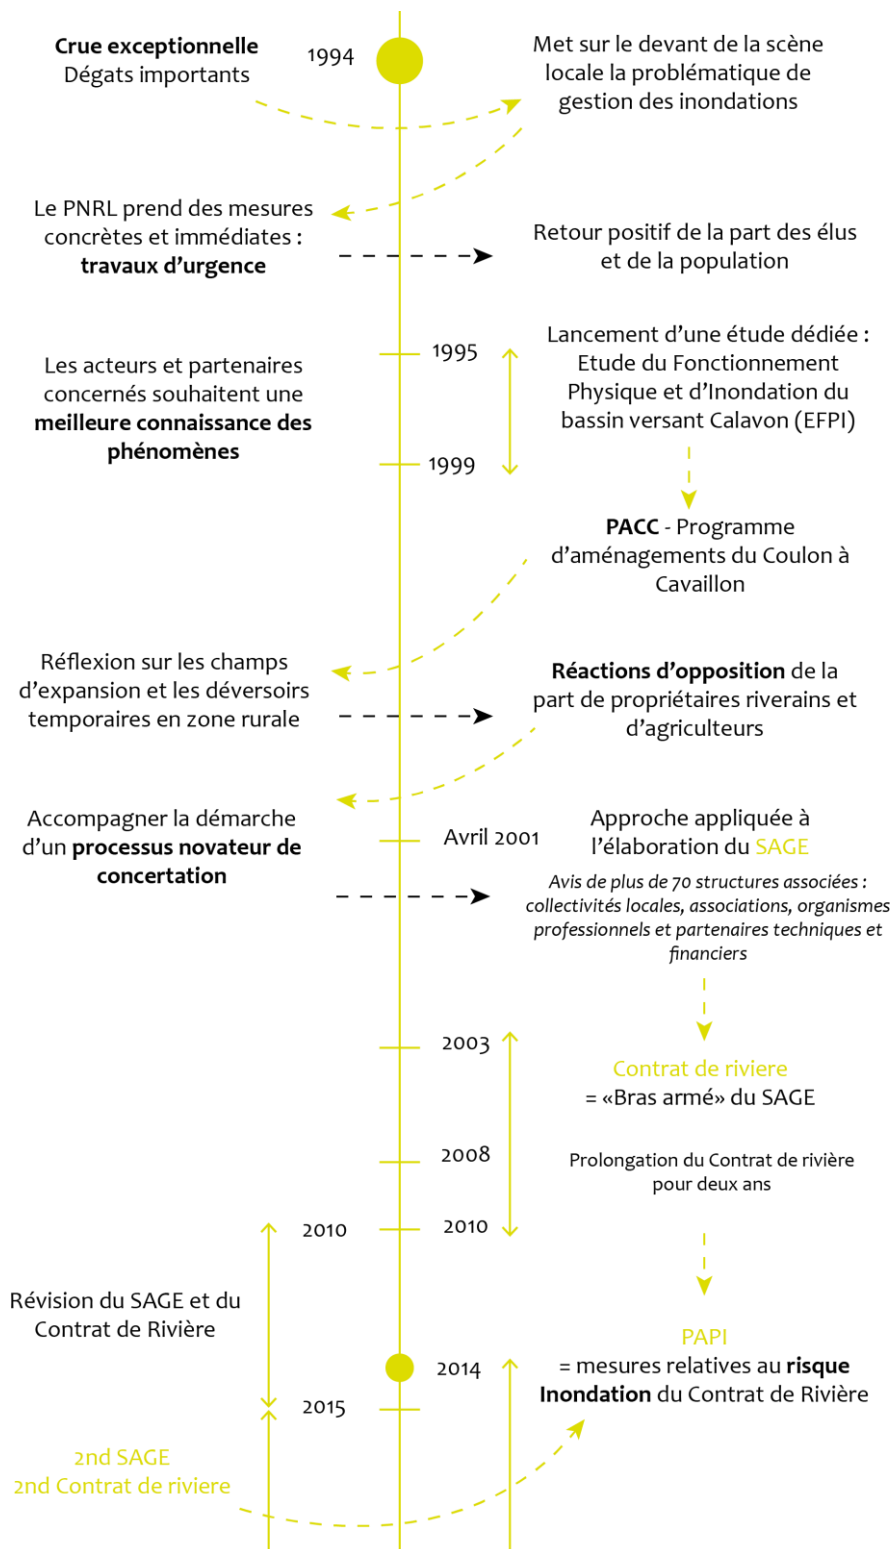 Crue exceptionnelle
Dégats importants
1994
Met sur le devant de la scène
locale la problématique de
gestion des inondations
Le PNRL prend des mesures
concrètes et immédiates :
travaux d'urgence
Retour positif de la part des élus
et de la population
1995
Lancement d'une étude dédiée :
Etude du Fonctionnement
Physique et d'Inondation du
bassin versant Calavon (EFPI)
Les acteurs et partenaires
concernés souhaitent une
meilleure connaissance des
phénomènes
1999
PACC - Programme
d'aménagements du Coulon à
Cavaillon
Réflexion sur les champs
d'expansion et les déversoirs
temporaires en zone rurale
Réactions d'opposition de la
part de propriétaires riverains et
d'agriculteurs
Accompagner la démarche
d'un processus novateur de
concertation
Avril 2001
Approche appliquée à
l'élaboration du SAGE
Avis de plus de 70 structures associées :
collectivités locales, associations, organismes
professionnels et partenaires techniques et
financiers
2003
Contrat de riviere
= «Bras armé» du SAGE
2008
Prolongation du Contrat de rivière
pour deux ans
2010
2010
Révision du SAGE et du
Contrat de Rivière
2014
PAPI
= mesures relatives au risque
Inondation du Contrat de Rivière
2015
2nd SAGE
2nd Contrat de riviere